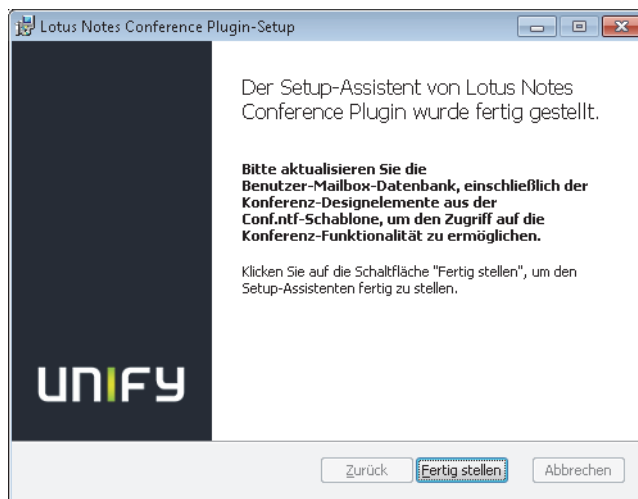 Lotus Notes Conference Plugin-Setup
Der Setup-Assistent von Lotus Notes
Conference Plugin wurde fertig gestellt.
Bitte aktualisieren Sie die
Benutzer-Mailbox-Datenbank, einschließlich der
Konferenz-Designelemente aus der
Conf.ntf-Schablone, um den Zugriff auf die
Konferenz-Funktionalität zu ermöglichen.
Klicken Sie auf die Schaltfläche "Fertig stellen", um den
Setup-Assistenten fertig zu stellen.
UNIFY
Zurück Fertig stellen Abbrechen